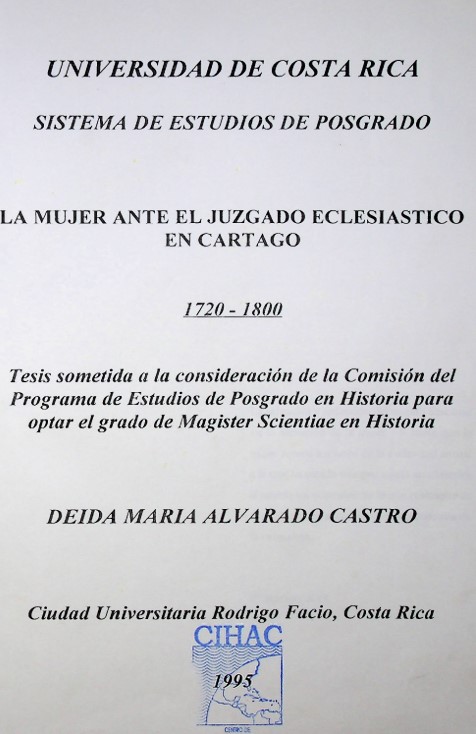 UNIVERSIDAD DE COSTA RICA
SISTEMA DE ESTUDIOS DE POSGRADO
LA MUJER ANTE EL JUZGADO ECLESIASTICO
EN CARTAGO
1720 - 1800
Tesis sometida a la consideración de la Comisión del
Programa de Estudios de Posgrado en Historia para
optar el grado de Magister Scientiae en Historia
DEIDA MARIA ALVARADO CASTRO
Ciudad Universitaria Rodrigo Facio, Costa Rica
CIHAC
1995
CENTRO DE